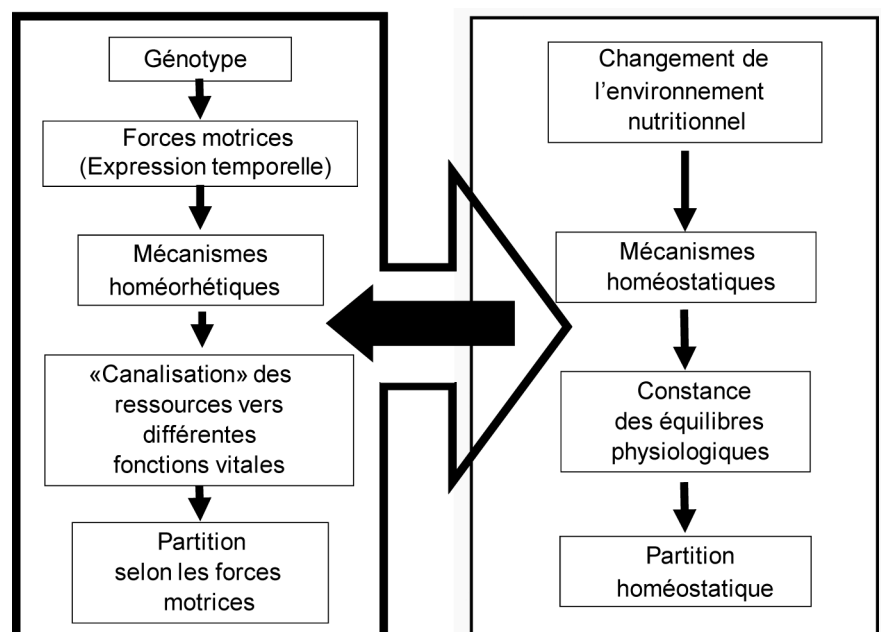 Génotype
Forces motrices
(Expression temporelle)
Mécanismes
homéorhétiques
«Canalisation» des
ressources vers
différentes
fonctions vitales
Partition
selon les forces
motrices
Changement de
l'environment
nutritionnel
Mécanismes
homéostatiques
Constance
des équilibres
physiologiques
Partition
homéostatique